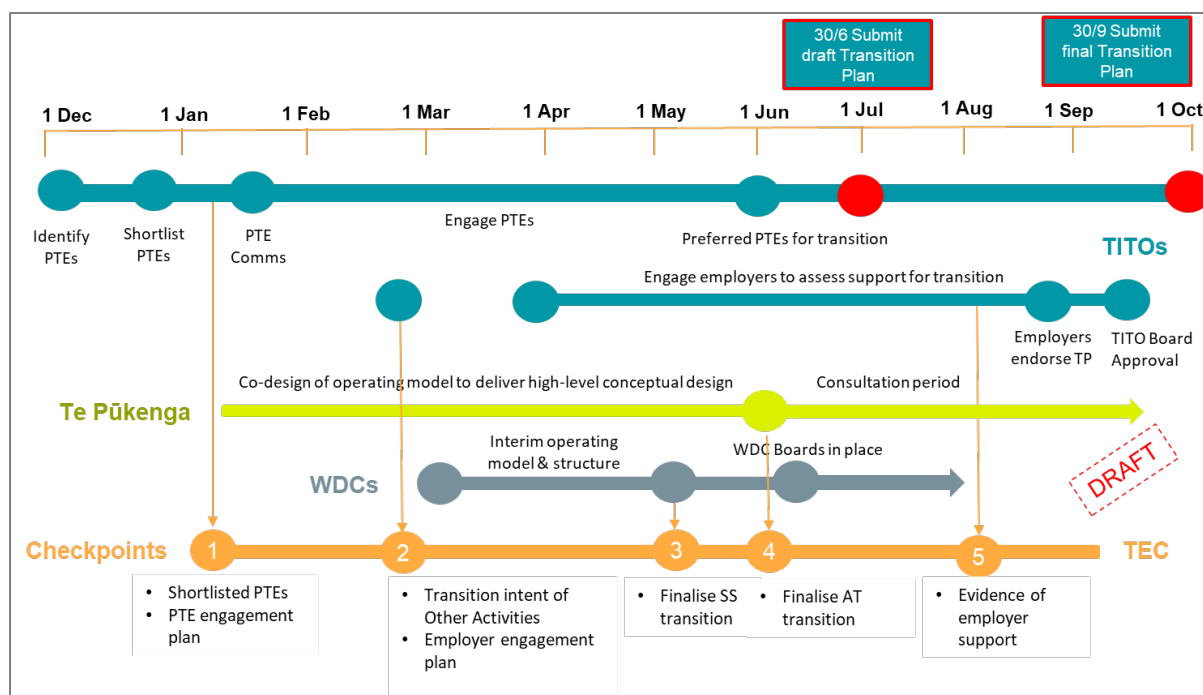 30/6 Submit
draft Transition
Plan
30/9 Submit
final Transition
Plan
1 Dec
1 Jan
1 Feb
1 Mar
1 Apr
1 May
1 Jun
1 Jul
1 Aug
1 Sep
1 Oct
Identify
PTEs
Shortlist
PTEs
PTE
Comms
Engage PTEs
Preferred PTEs for transition
TITOs
Engage employers to assess support for transition
Employers
endorse TP
TITO Board
Approval
Co-design of operating model to deliver high-level conceptual design
Consultation period
Te Pūkenga
Interim operating
model & structure
WDC Boards in place
WDCs
DRAFT
Checkpoints
1
2
3
4
5
TEC
• Shortlisted PTEs
• PTE engagement
plan
• Transition intent of
Other Activities
• Employer engagement
plan
• Finalise SS
transition
• Finalise AT
transition
• Evidence of
employer
support